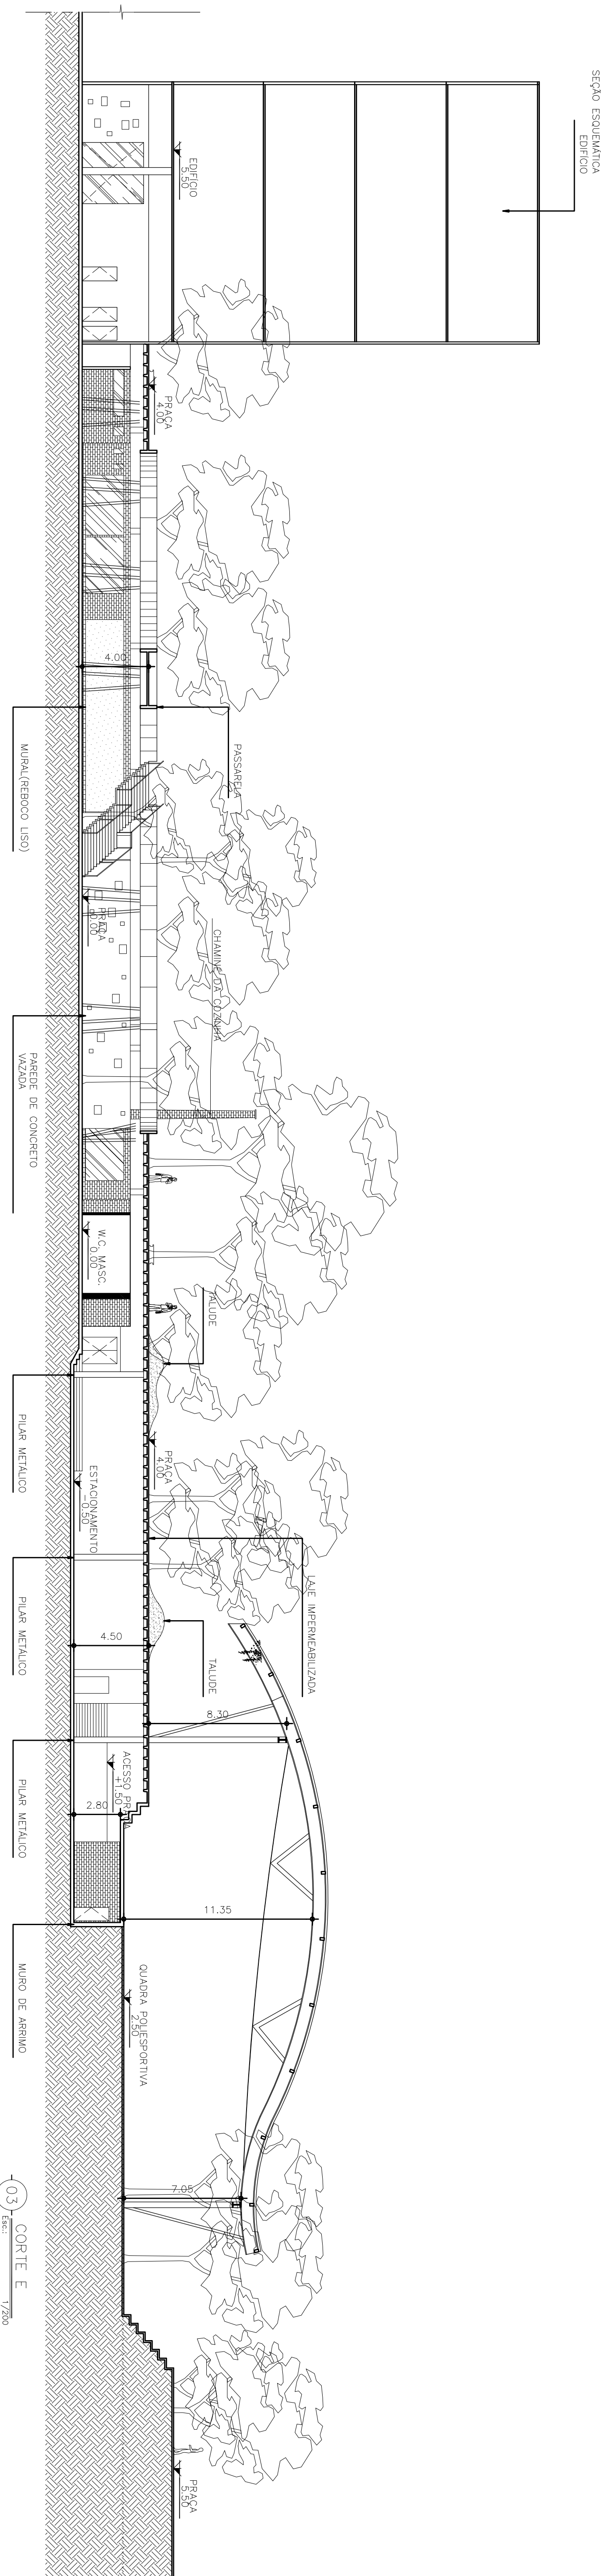 SEÇÃO ESQUEMÁTICA
EDIFÍCIO
EDIFÍCIO
5.50
PRAÇA
4.00
4.00
PASSARELA
MURAL(REBOCO LISO)
PRAÇA
0.00
CHAMINÉ DA COZINHA
PAREDE DE CONCRETO
VAZADA
W.C. MASC.
0.00
TALUDE
PILAR METÁLICO
PRAÇA
4.00
ESTACIONAMENTO
-0.50
LAJE IMPERMEABILIZADA
PILAR METÁLICO
4.50
TALUDE
8.30
PILAR METÁLICO
ACESSO PRAÇA
+1.50
2.80
11.35
MURO DE ARRIMO
QUADRA POLIESPORTIVA
2.50
7.05
PRAÇA
5.50
03
CORTE E
Esc.: 1/200